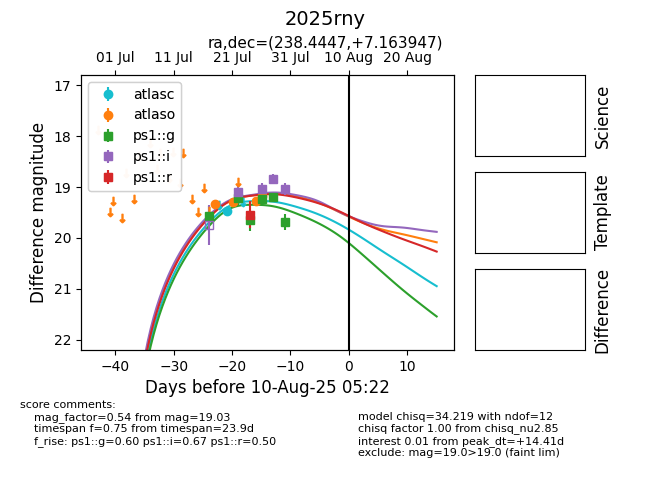 2025rny
ra,dec=(238.4447,+7.163947)
01 Jul 11 Jul 21 Jul 31 Jul 10 Aug 20 Aug
17
18
19
20
21
22
Difference magnitude
atlasc
atlaso
ps1::g
ps1::i
ps1::r
−40 −30 −20 −10 0 10
Days before 10-Aug-25 05:22
Science
Template
Difference
score comments:
mag_factor=0.54 from mag=19.03
timespan f=0.75 from timespan=23.9d
f_rise: ps1::g=0.60 ps1::i=0.67 ps1::r=0.50
model chisq=34.219 with ndof=12
chisq factor 1.00 from chisq_nu2.85
interest 0.01 from peak_dt=+14.41d
exclude: mag=19.0>19.0 (faint lim)